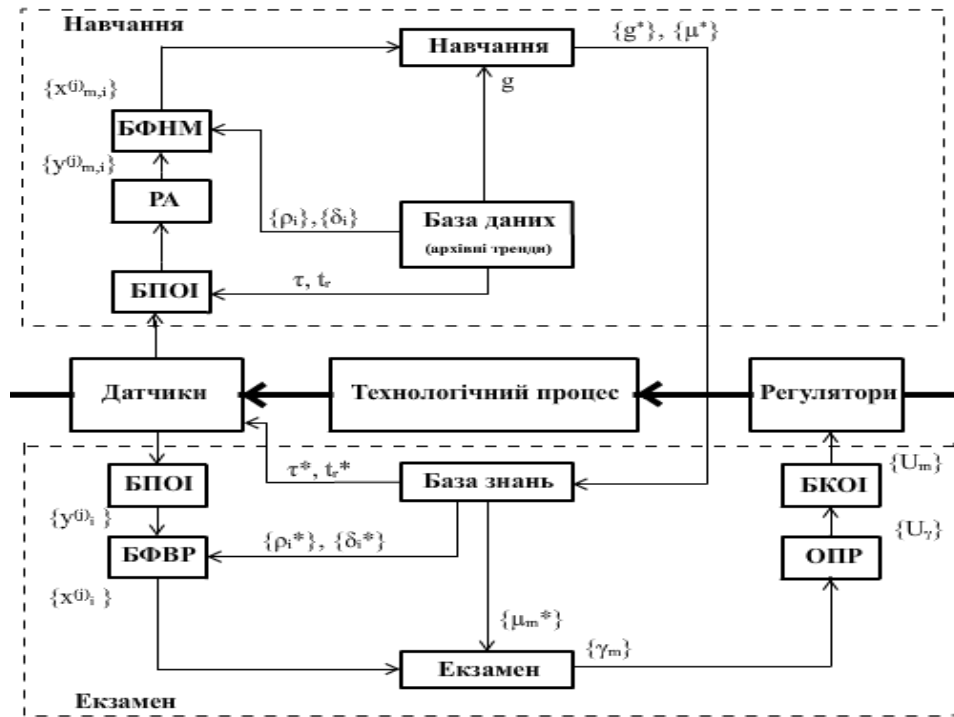 Навчання
Навчання
{g*}, {μ*}
g
{x⁽ʲ⁾ₘ,ᵢ}
БФНМ
{y⁽ʲ⁾ₘ,ᵢ}
РА
{ρᵢ},{δᵢ}
База даних
(архівні тренди)
БПОІ
τ, tᵣ
Датчики
Технологічний процес
Регулятори
τ*, tᵣ*
База знань
БПОІ
{Uₘ}
БКОІ
{y⁽ʲ⁾ᵢ}
{ρᵢ*}, {δᵢ*}
БФВР
{Uᵧ}
ОПР
{x⁽ʲ⁾ᵢ}
{μₘ*}
Екзамен
{γₘ}
Екзамен